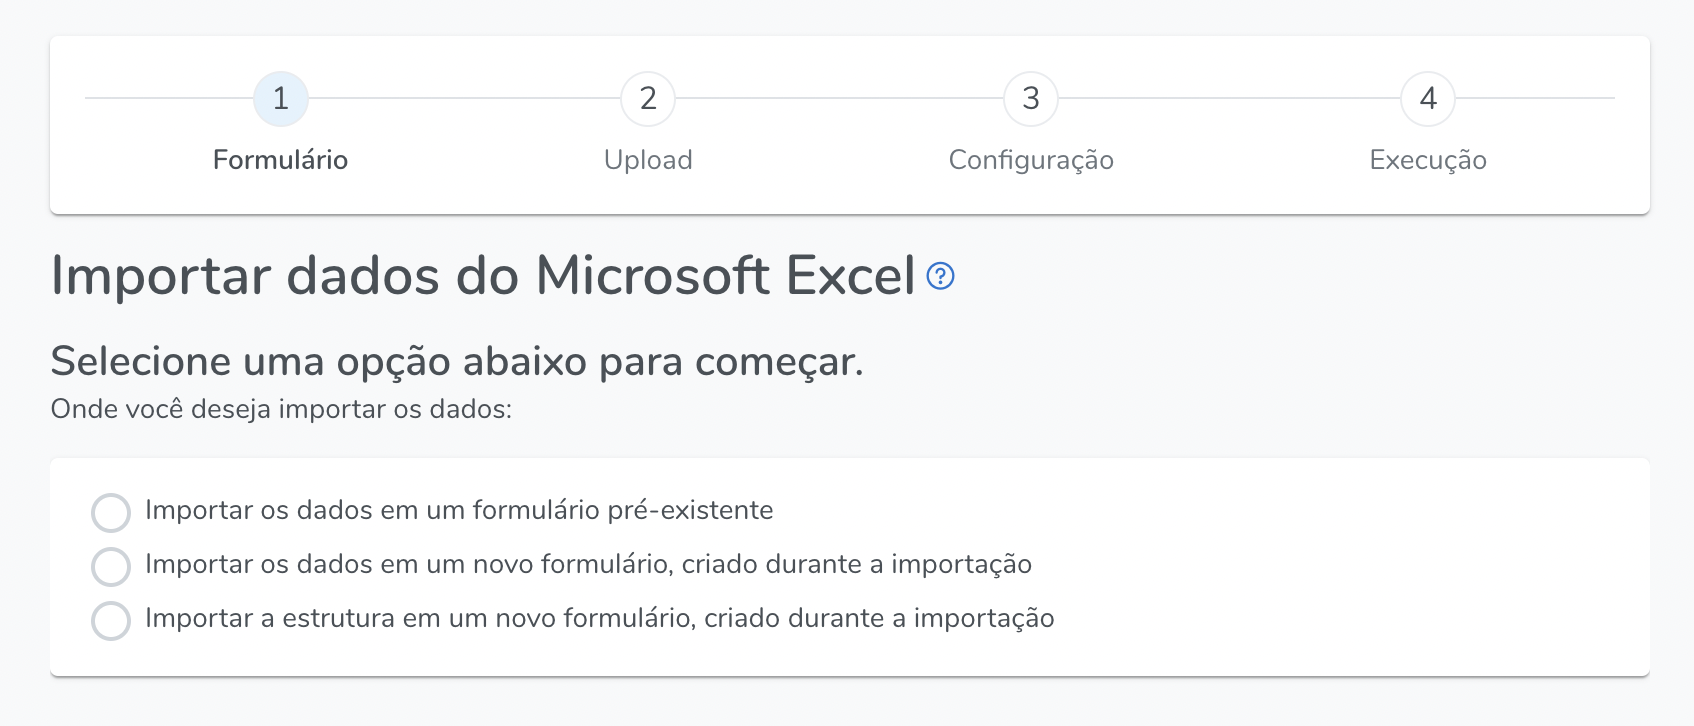 1
2
3
4
Formulário
Upload
Configuração
Execução
Importar dados do Microsoft Excel ?
Selecione uma opção abaixo para começar.
Onde você deseja importar os dados:
Importar os dados em um formulário pré-existente
Importar os dados em um novo formulário, criado durante a importação
Importar a estrutura em um novo formulário, criado durante a importação